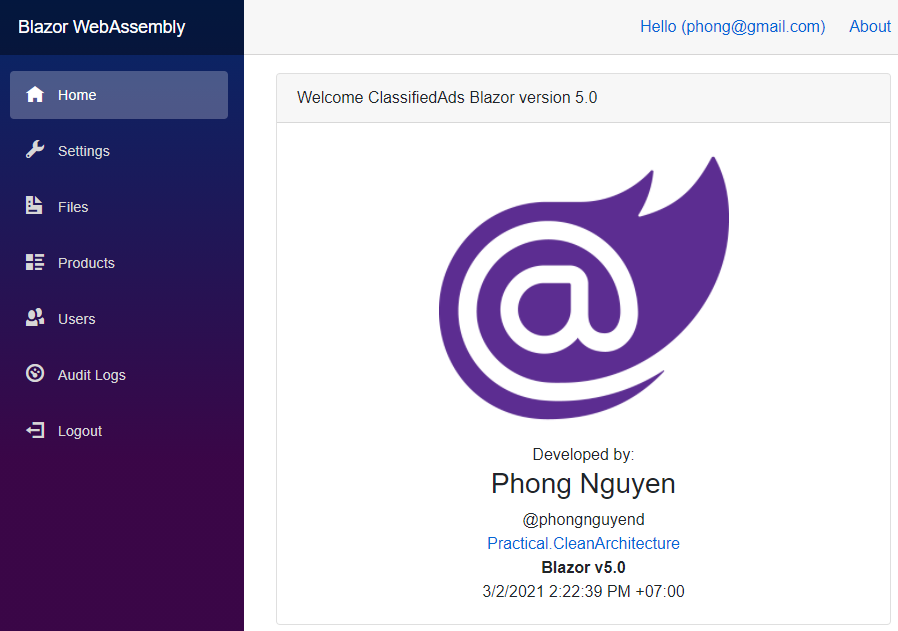 Blazor WebAssembly
Hello (phong@gmail.com) About
Home
Settings
Files
Products
Users
Audit Logs
Logout
Welcome ClassifiedAds Blazor version 5.0
@
Developed by:
Phong Nguyen
@phongnguyend
Practical.CleanArchitecture
Blazor v5.0
3/2/2021 2:22:39 PM +07:00